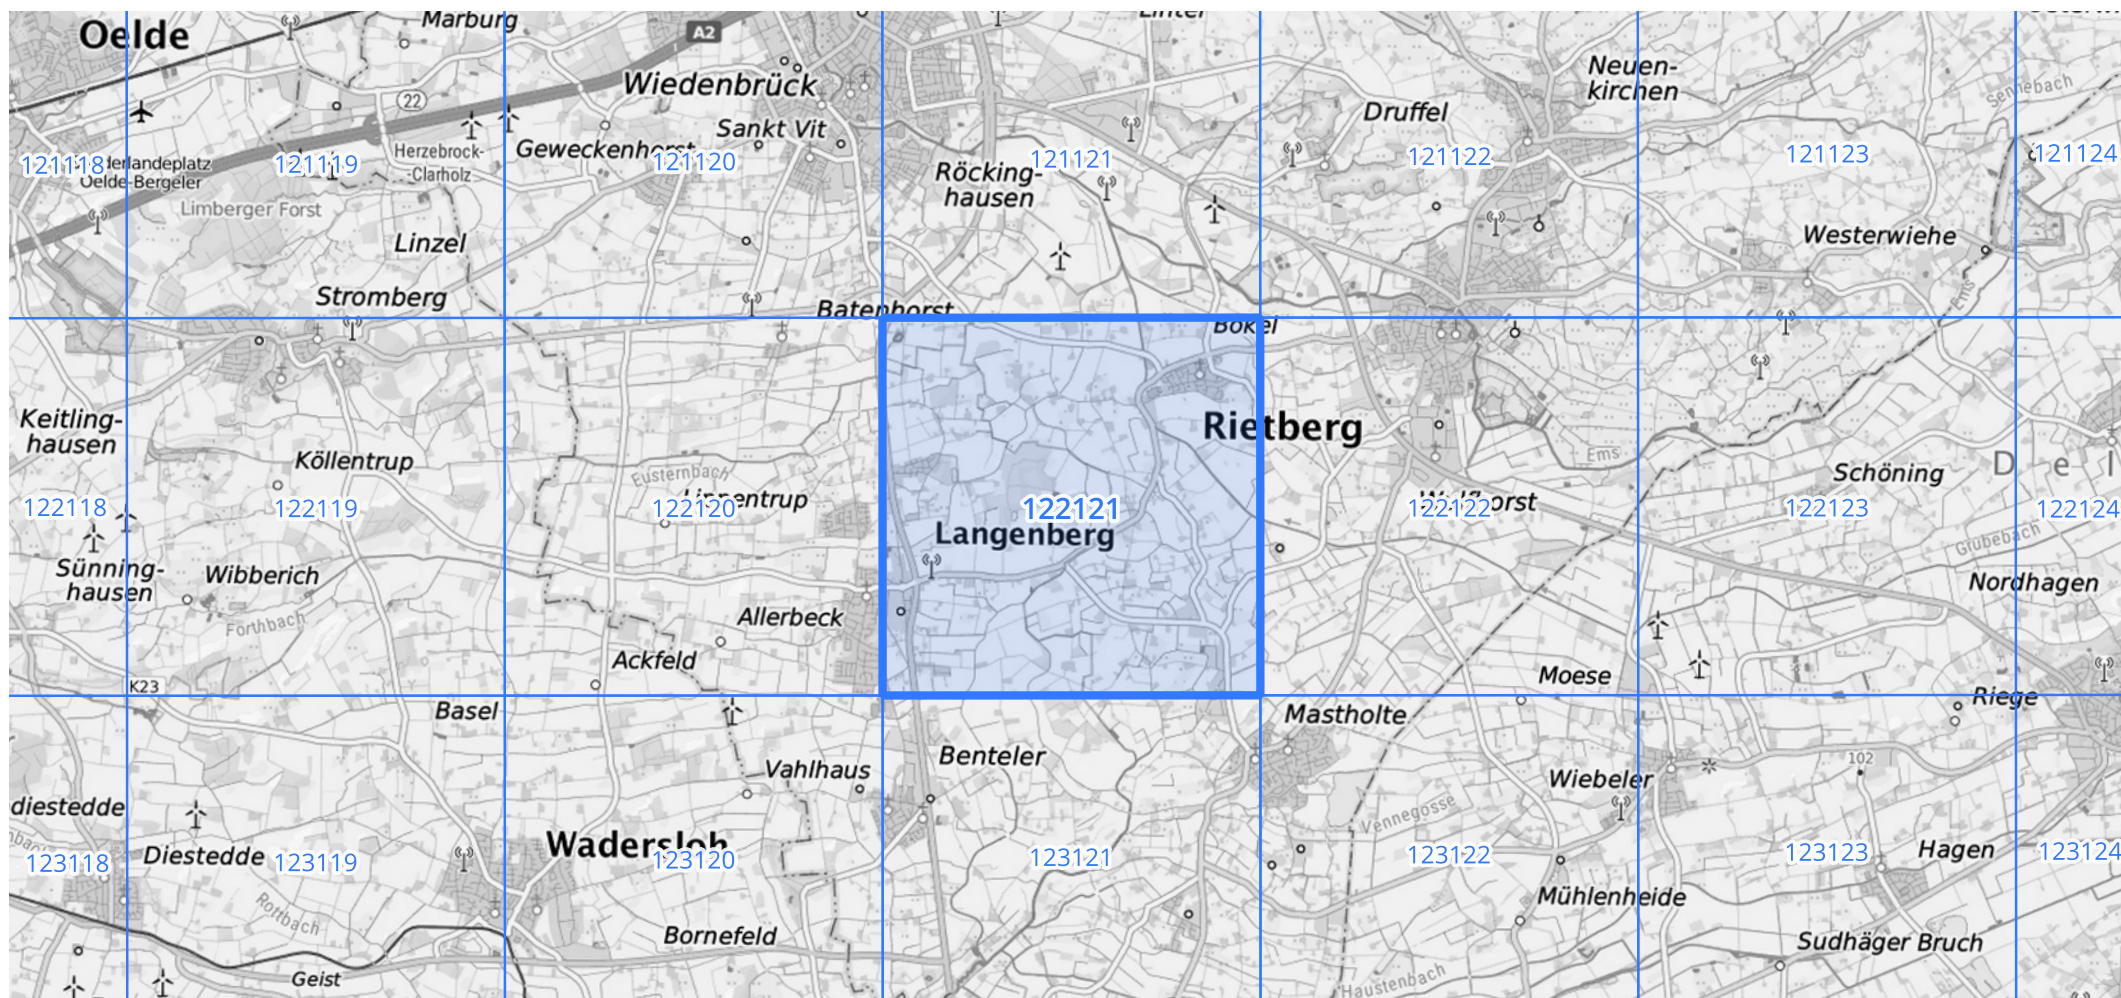 Oelde
Marburg
A2
Wiedenbrück
Neuen-
kirchen
Sennebach
22
Druffel
Sankt Vit
Geweckenhorst
Herzebrock-
-Clarholz
derlandeplatz
Oelde-Bergeler
121118
121119
121120
121121
121122
121123
121124
Röcking-
hausen
Limberger Forst
Linzel
Westerwiehe
Stromberg
Ems
Batenhorst
Bokel
Keitling-
hausen
Rietberg
Köllentrup
Ems
Eusternbach
Schöning
D e l
122118
122119
122120
122121
122122
122123
122124
Langenberg
Grubebach
Sünning-
hausen
Wibberich
Nordhagen
Forthbach
Allerbeck
Ackfeld
Moese
K23
Riege
Basel
Mastholte
Benteler
Vahlhaus
102
Wiebeler
diestedde
Vennegosse
Wadersloh
Diestedde
Hagen
123118
123119
123120
123121
123122
123123
123124
Mühlenheide
Rottbach
Bornefeld
Sudhäger Bruch
Geist
Haustenbach